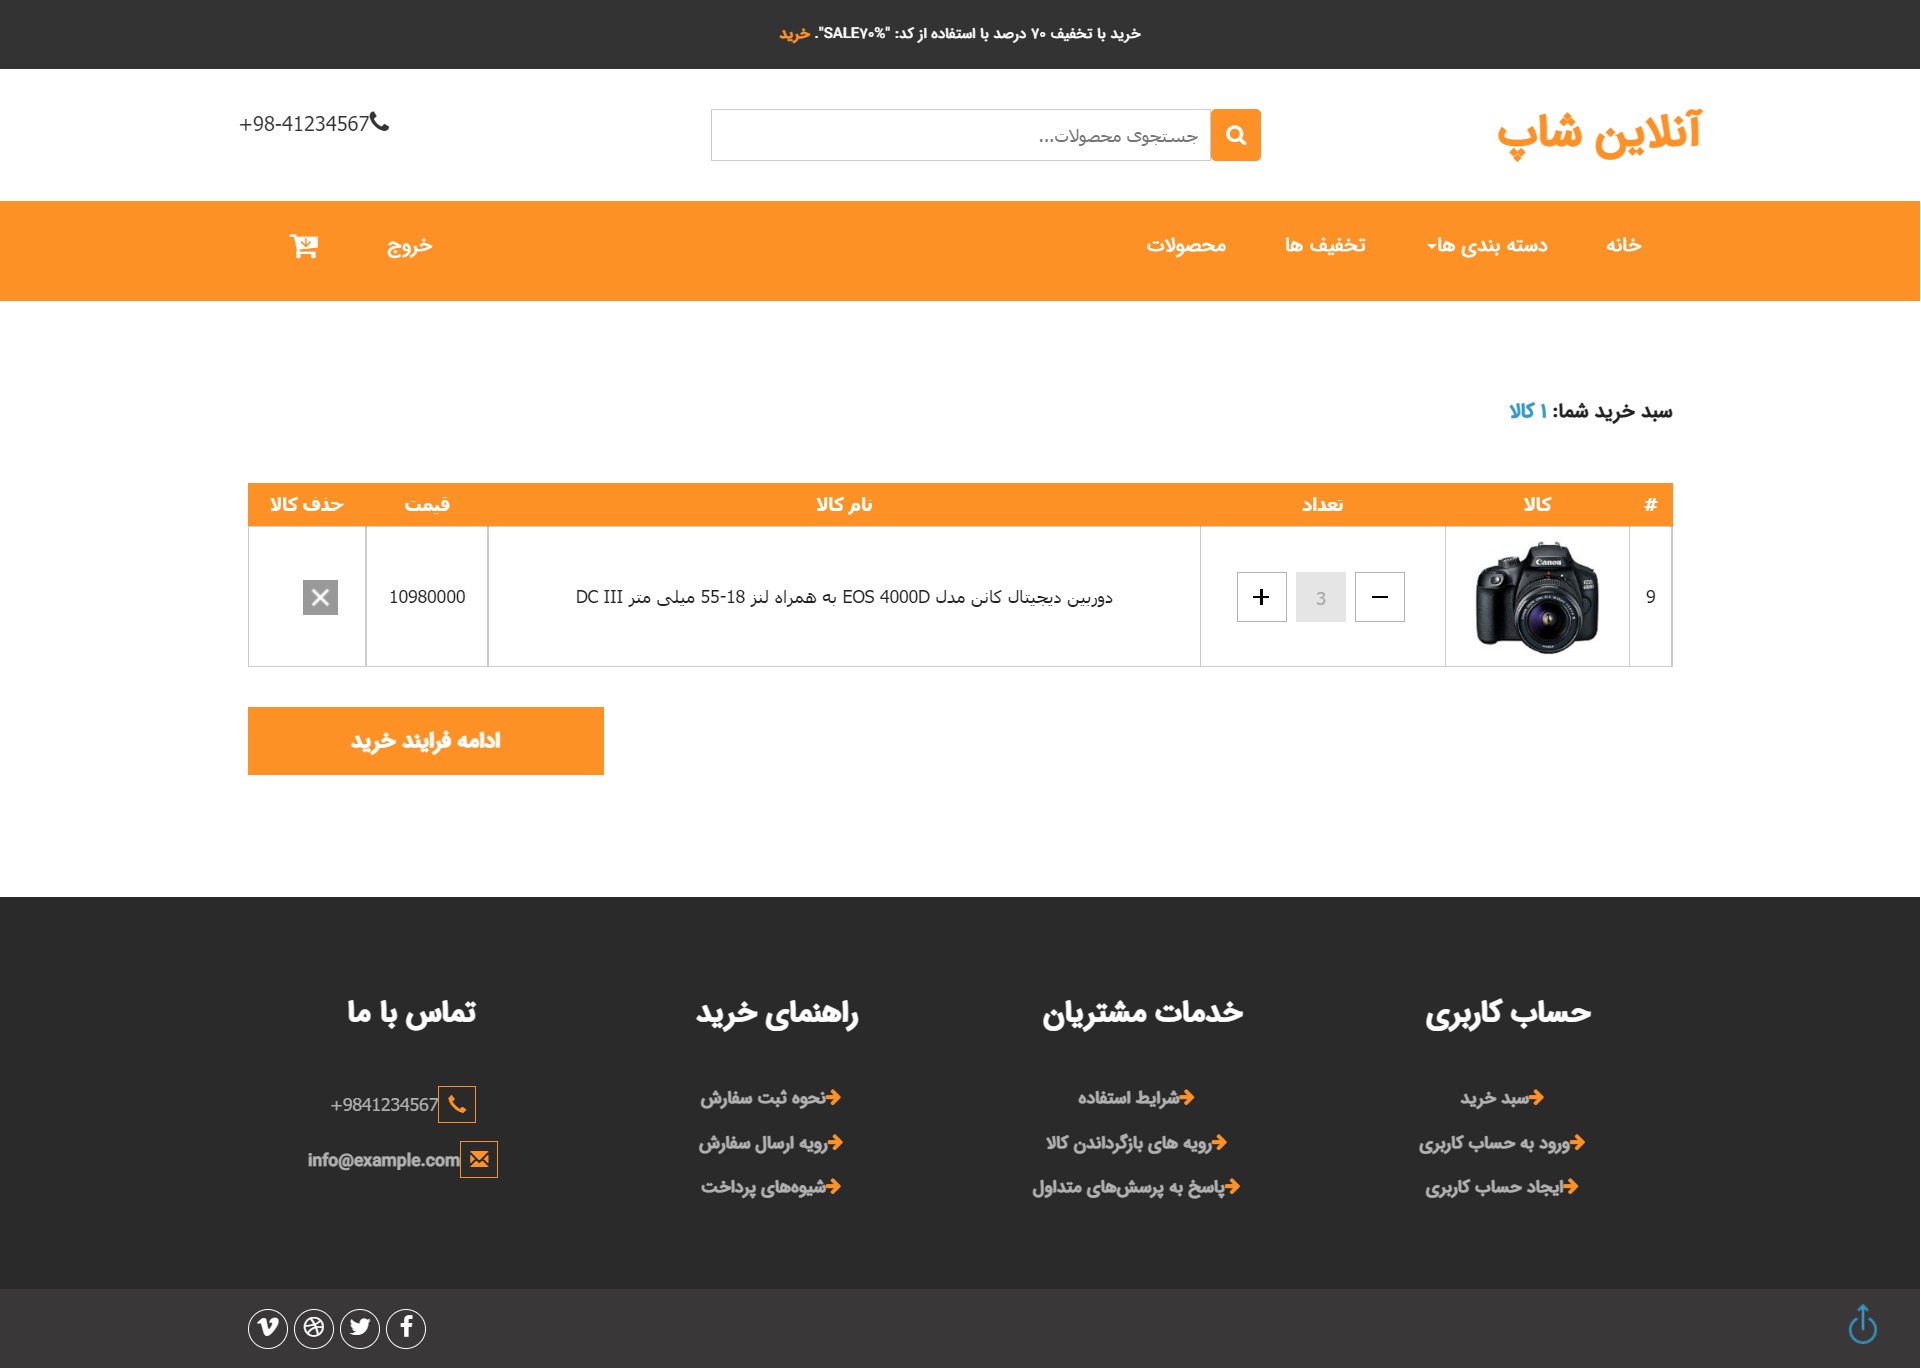 خرید با تخفیف ۷۰ درصد با استفاده از کد: "SALE۷۰%". خرید
آنلاین شاپ
جستجوی محصولات...
+98-41234567
خانه
دسته بندی ها
تخفیف ها
محصولات
خروج
سبد خرید شما: ۱ کالا
# کالا تعداد نام کالا قیمت حذف کالا
9 Canon EOS 4000D − 3 + دوربین دیجیتال کانن مدل EOS 4000D به همراه لنز 18-55 میلی متر DC III 10980000
ادامه فرایند خرید
حساب کاربری
سبد خرید
ورود به حساب کاربری
ایجاد حساب کاربری
خدمات مشتریان
شرایط استفاده
رویه های بازگرداندن کالا
پاسخ به پرسش‌های متداول
راهنمای خرید
نحوه ثبت سفارش
رویه ارسال سفارش
شیوه‌های پرداخت
تماس با ما
+9841234567
info@example.com